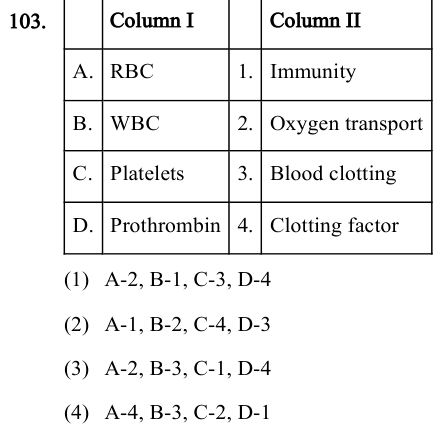 103. Column I Column II
A. RBC 1. Immunity
B. WBC 2. Oxygen transport
C. Platelets 3. Blood clotting
D. Prothrombin 4. Clotting factor
(1) A-2, B-1, C-3, D-4
(2) A-1, B-2, C-4, D-3
(3) A-2, B-3, C-1, D-4
(4) A-4, B-3, C-2, D-1